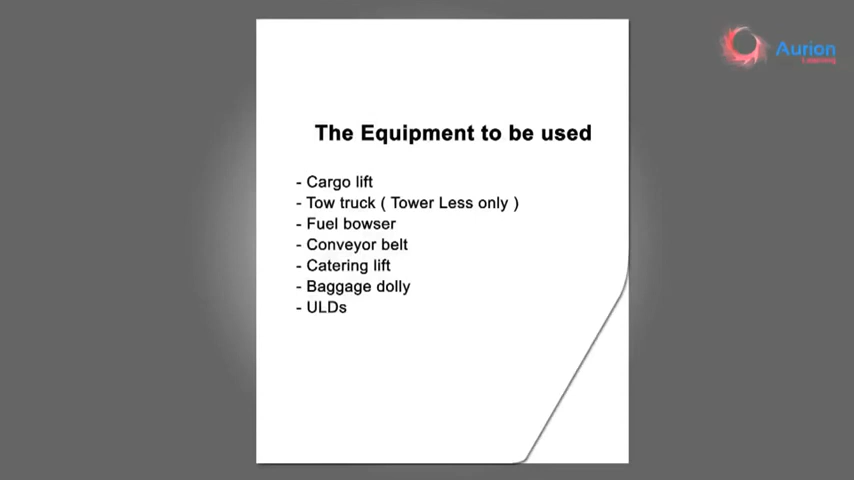 Aurion
Learning
The Equipment to be used
- Cargo lift
- Tow truck ( Tower Less only )
- Fuel bowser
- Conveyor belt
- Catering lift
- Baggage dolly
- ULDs